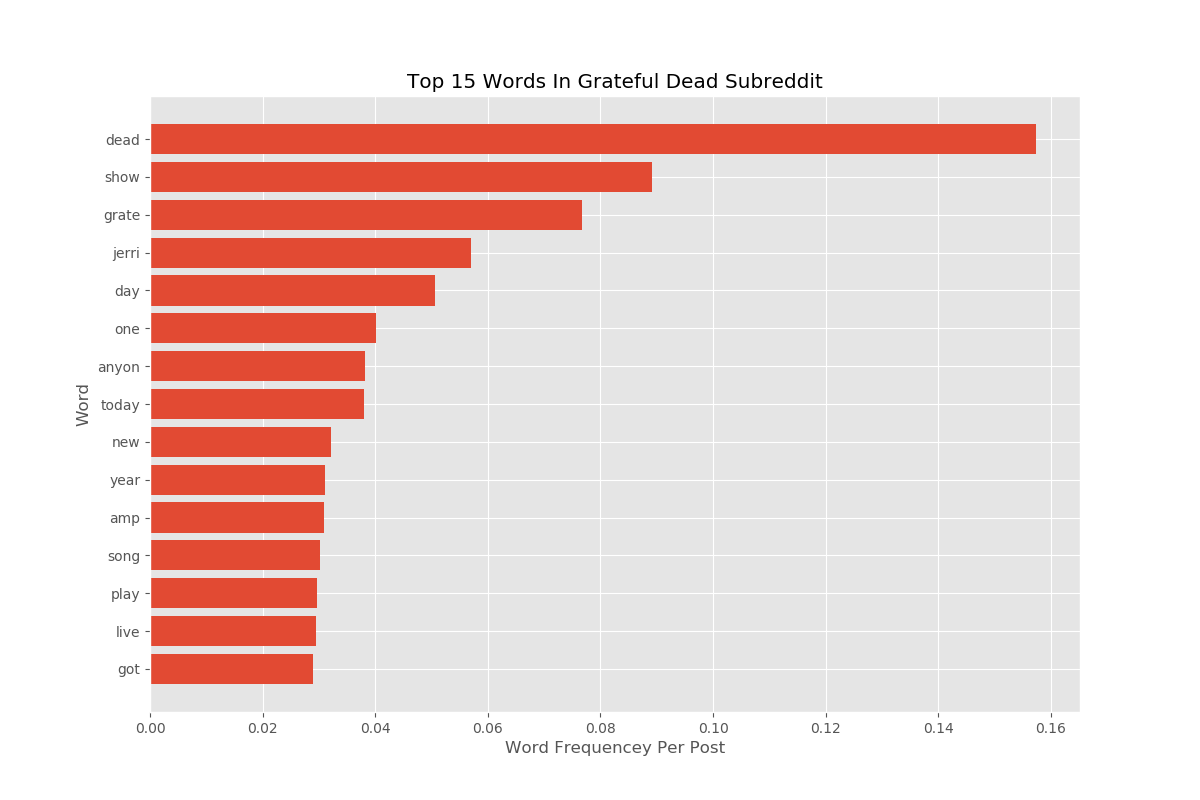 Top 15 Words In Grateful Dead Subreddit
dead
show
grate
jerri
day
one
anyon
today
new
year
amp
song
play
live
got
Word
0.00 0.02 0.04 0.06 0.08 0.10 0.12 0.14 0.16
Word Frequencey Per Post